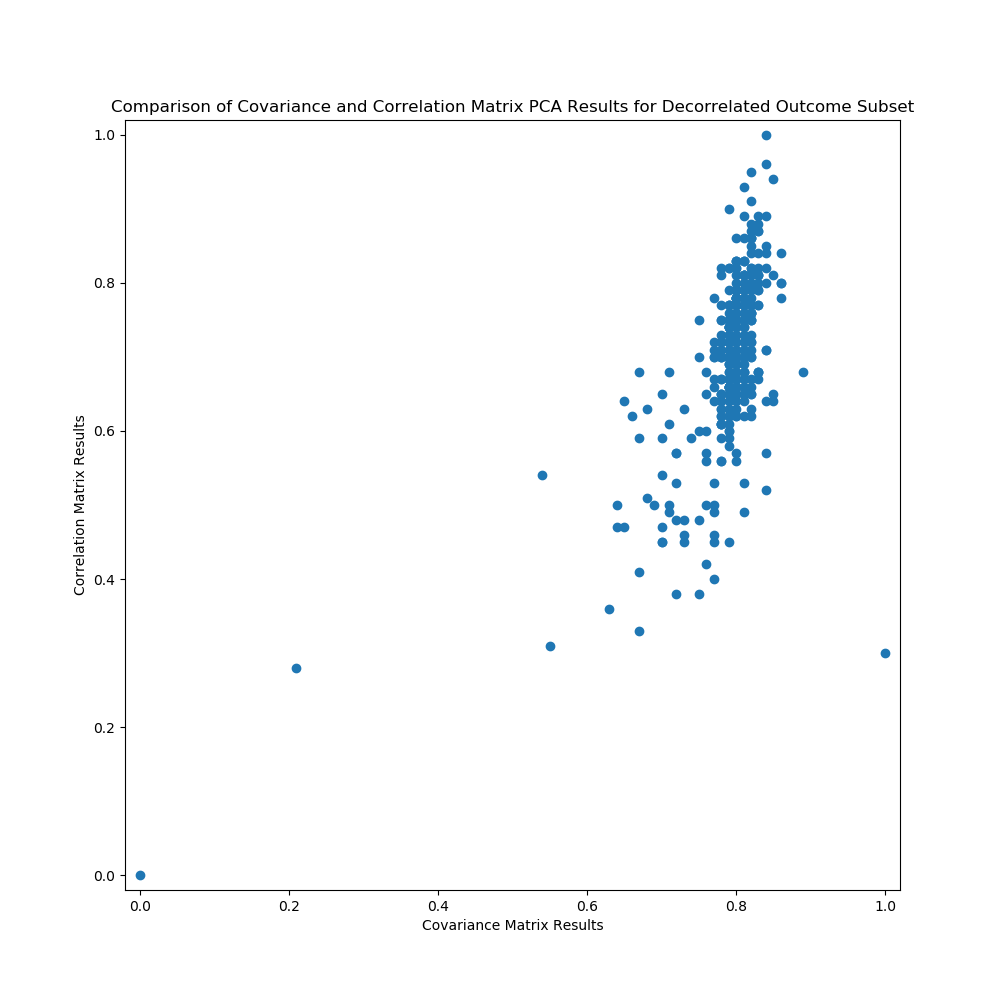 Comparison of Covariance and Correlation Matrix PCA Results for Decorrelated Outcome Subset
1.0
0.8
0.6
0.4
0.2
0.0
Correlation Matrix Results
0.0 0.2 0.4 0.6 0.8 1.0
Covariance Matrix Results